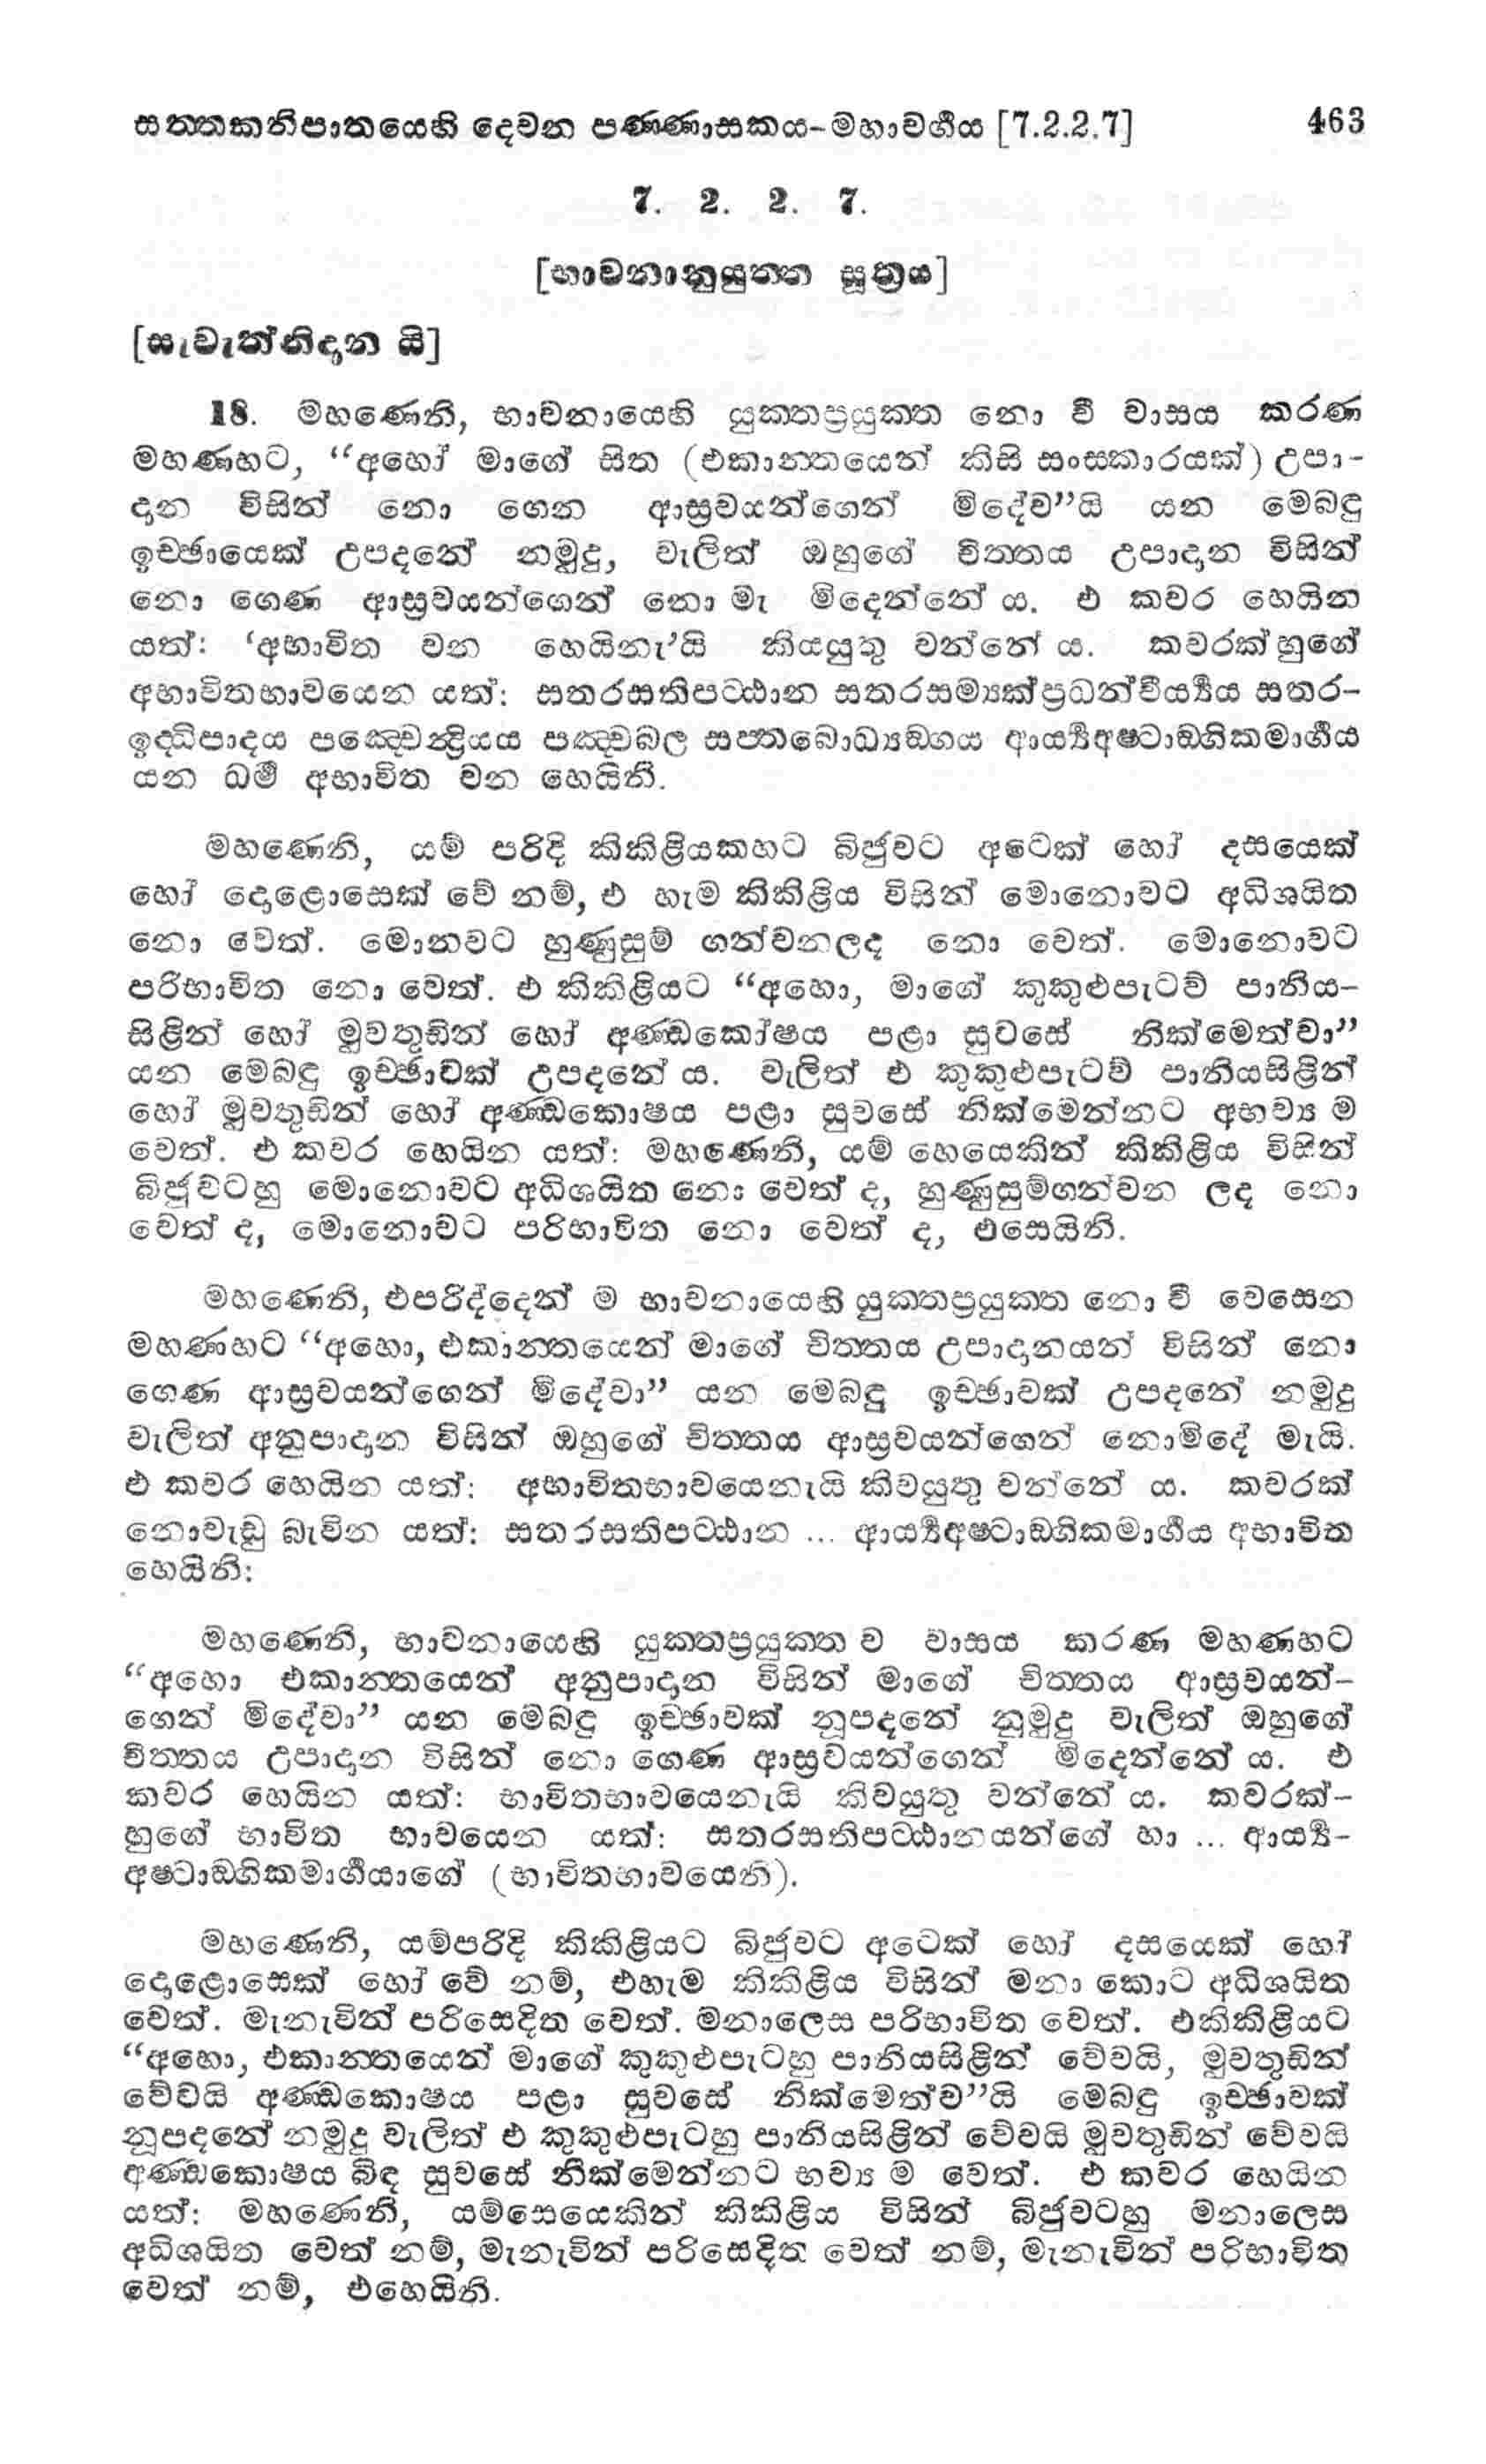 සත්තකනිපාතයෙහි දෙවන පණ්ණාසකය-මහාවර්‍ගය [7.2.2.7] 463
7. 2. 2. 7.
[භාවනානුයුත්ත සූත්‍රය]
[සැවැත්නිදාන යි]
18. මහණෙනි, භාවනායෙහි යුක්තප්‍රයුක්ත නො වී වාසය කරණ
මහණහට, “අහෝ මාගේ සිත (එකාන්තයෙන් කිසි සංස්කාරයක්) උපා-
දාන විසින් නො ගෙන ආස්‍රවයන්ගෙන් මිදේව”යි යන මෙබඳු
ඉච්ඡායෙක් උපදනේ නමුදු, වැලිත් ඔහුගේ චිත්තය උපාදාන විසින්
නො ගෙණ ආස්‍රවයන්ගෙන් නො මැ මිදෙන්නේ ය. එ කවර හෙයින
යත්: ‘අභාවිත වන හෙයිනැ’යි කියයුතු වන්නේ ය. කවරක්හුගේ
අභාවිතභාවයෙන යත්: සතරසතිපට්ඨාන සතරසම්‍යක්ප්‍රධන්වීර්‍ය්‍යය සතර-
ඉද්ධිපාදය පඤ්චෙන්ද්‍රියය පඤ්චබල සප්තබොධ්‍යඞ්ගය ආර්‍ය්‍යඅෂ්ටාඞ්ගිකමාර්‍ගය
යන ධර්‍ම අභාවිත වන හෙයිනි.
මහණෙනි, යම් පරිදි කිකිළියකහට බිජුවට අටෙක් හෝ දසයෙක්
හෝ දොළොසෙක් වේ නම්, එ හැම කිකිළිය විසින් මොනොවට අධිශයිත
නො වෙත්. මොනවට හුණුසුම් ගන්වනලද නො වෙත්. මොනොවට
පරිභාවිත නො වෙත්. එ කිකිළියට “අහො, මාගේ කුකුළුපැටව් පානිය-
සිළින් හෝ මුවතුඩින් හෝ අණ්ඩකෝෂය පළා සුවසේ නික්මෙත්වා”
යන මෙබඳු ඉච්ඡාවක් උපදනේ ය. වැලිත් එ කුකුළුපැටව් පානියසිළින්
හෝ මුවතුඩින් හෝ අණ්ඩකොෂය පළා සුවසේ නික්මෙන්නට අභව්‍ය ම
වෙත්. එ කවර හෙයින යත්: මහණෙනි, යම් හෙයෙකින් කිකිළිය විසින්
බිජුවටහු මොනොවට අධිශයිත නො වෙත් ද, හුණුසුම්ගන්වන ලද නො
වෙත් ද, මොනොවට පරිභාවිත නො වෙත් ද, එසෙයිනි.
මහණෙනි, එපරිද්දෙන් ම භාවනායෙහි යුක්තප්‍රයුක්ත නො වී වෙසෙන
මහණහට “අහො, එකාන්තයෙන් මාගේ චිත්තය උපාදානයන් විසින් නො
ගෙණ ආස්‍රවයන්ගෙන් මිදේවා” යන මෙබඳු ඉච්ඡාවක් උපදනේ නමුදු
වැලිත් අනුපාදාන විසින් ඔහුගේ චිත්තය ආස්‍රවයන්ගෙන් නොමිදේ මැයි.
එ කවර හෙයින යත්: අභාවිතභාවයෙනැයි කිවයුතු වන්නේ ය. කවරක්
නොවැඩු බැවින යත්: සතරසතිපට්ඨාන ... ආර්‍ය්‍යඅෂ්ටාඞ්ගිකමාර්‍ගය අභාවිත
හෙයිනි:
මහණෙනි, භාවනායෙහි යුක්තප්‍රයුක්ත ව වාසය කරණ මහණහට
“අහො එකාන්තයෙන් අනුපාදාන විසින් මාගේ චිත්තය ආස්‍රවයන්-
ගෙන් මිදේවා” යන මෙබඳු ඉච්ඡාවක් නූපදනේ නුමුදු වැලිත් ඔහුගේ
චිත්තය උපාදාන විසින් නො ගෙණ ආස්‍රවයන්ගෙන් මිදෙන්නේ ය. එ
කවර හෙයින යත්: භාවිතභාවයෙනැයි කිවයුතු වන්නේ ය. කවරක්-
හුගේ භාවිත භාවයෙන යත්: සතරසතිපට්ඨානයන්ගේ හා ... ආර්‍ය්‍ය-
අෂ්ටාඞ්ගිකමාර්‍ගයාගේ (භාවිතභාවයෙනි).
මහණෙනි, යම්පරිදි කිකිළියට බිජුවට අටෙක් හෝ දසයෙක් හෝ
දොළොසෙක් හෝ වේ නම්, එහැම කිකිළිය විසින් මනා කොට අධිශයිත
වෙත්. මැනැවින් පරිසෙදිත වෙත්. මනාලෙස පරිභාවිත වෙත්. එකිකිළියට
“අහො, එකාන්තයෙන් මාගේ කුකුළුපැටහු පානියසිළින් වේවයි, මුවතුඩින්
වේවයි අණ්ඩකොෂය පළා සුවසේ නික්මෙත්ව”යි මෙබඳු ඉච්ඡාවක්
නූපදනේ නමුදු වැලිත් එ කුකුළුපැටහු පානියසිළින් වේවයි මුවතුඩින් වේවයි
අණ්ඩකොෂය බිඳ සුවසේ නික්මෙන්නට භව්‍ය ම වෙත්. එ කවර හෙයින
යත්: මහණෙනි, යම්සෙයෙකින් කිකිළිය විසින් බිජුවටහු මනාලෙස
අධිශයිත වෙත් නම්, මැනැවින් පරිසෙදිත වෙත් නම්, මැනැවින් පරිභාවිත
වෙත් නම්, එහෙයිනි.